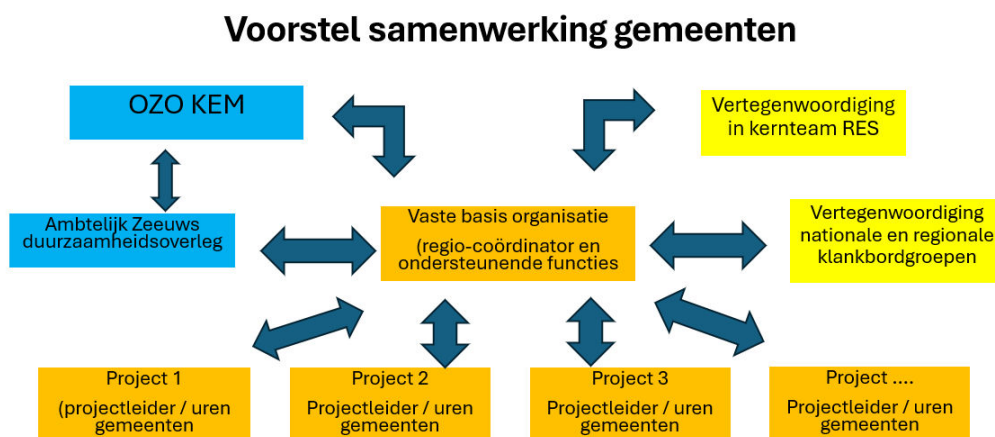 Voorstel samenwerking gemeenten
OZO KEM
Vertegenwoordiging
in kernteam RES
Ambtelijk Zeeuws
duurzaamheidsoverleg
Vaste basis organisatie
(regio-coördinator en
ondersteunende functies
Vertegenwoordiging
nationale en regionale
klankbordgroepen
Project 1
(projectleider / uren
gemeenten
Project 2
Projectleider / uren
gemeenten
Project 3
Projectleider / uren
gemeenten
Project ....
Projectleider / uren
gemeenten